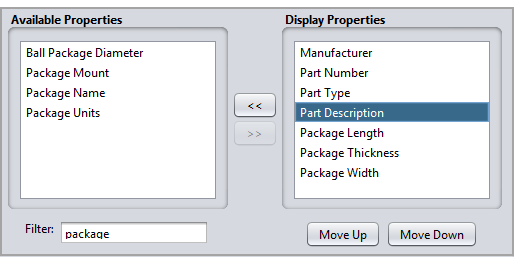 Available Properties
Ball Package Diameter
Package Mount
Package Name
Package Units
<<
>>
Display Properties
Manufacturer
Part Number
Part Type
Part Description
Package Length
Package Thickness
Package Width
Filter: package
Move Up Move Down